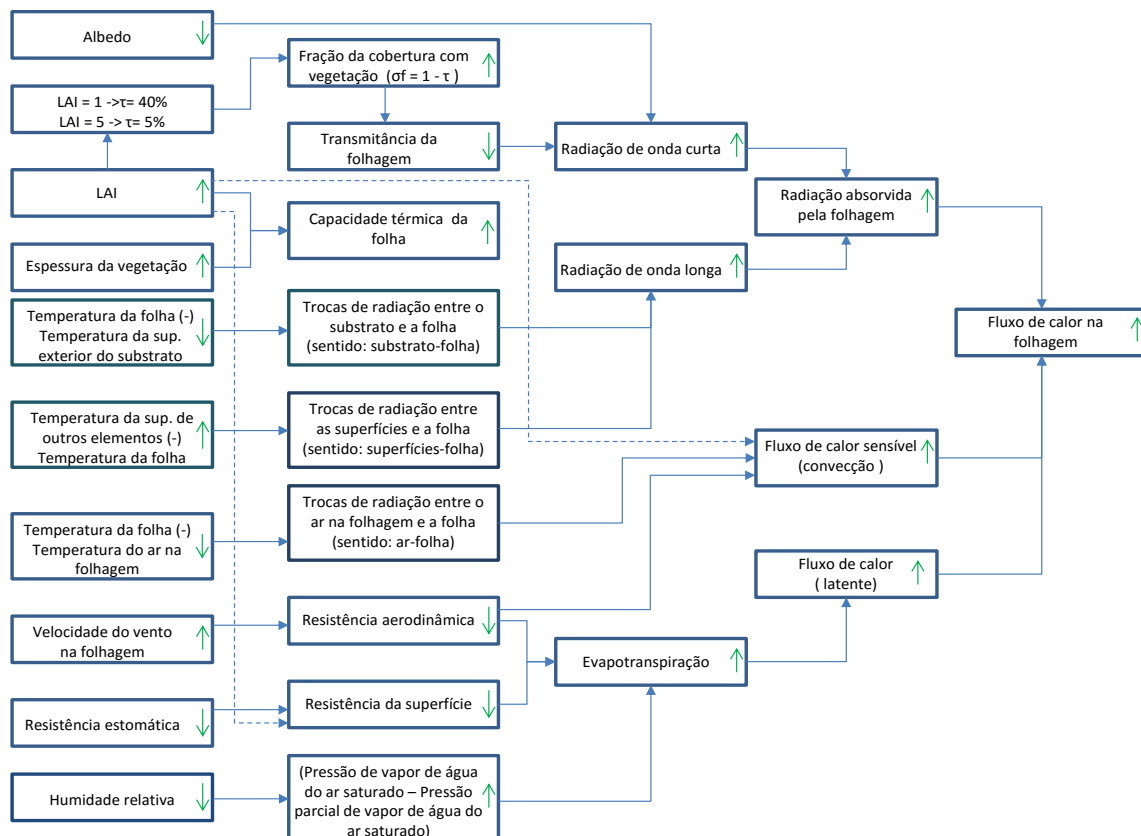 Albedo
Fração da cobertura com
vegetação (σf = 1 - τ )
LAI = 1 ->τ= 40%
LAI = 5 -> τ= 5%
Transmitância da
folhagem
Radiação de onda curta
LAI
Radiação absorvida
pela folhagem
Capacidade térmica da
folha
Espessura da vegetação
Radiação de onda longa
Temperatura da folha (-)
Temperatura da sup.
exterior do substrato
Trocas de radiação entre o
substrato e a folha
(sentido: substrato-folha)
Fluxo de calor na
folhagem
Temperatura da sup. de
outros elementos (-)
Temperatura da folha
Trocas de radiação entre
as superfícies e a folha
(sentido: superfícies-folha)
Fluxo de calor sensível
(convecção )
Temperatura da folha (-)
Temperatura do ar na
folhagem
Trocas de radiação entre o
ar na folhagem e a folha
(sentido: ar-folha)
Fluxo de calor
( latente)
Velocidade do vento
na folhagem
Resistência aerodinâmica
Evapotranspiração
Resistência estomática
Resistência da superfície
Humidade relativa
(Pressão de vapor de água
do ar saturado – Pressão
parcial de vapor de água do
ar saturado)